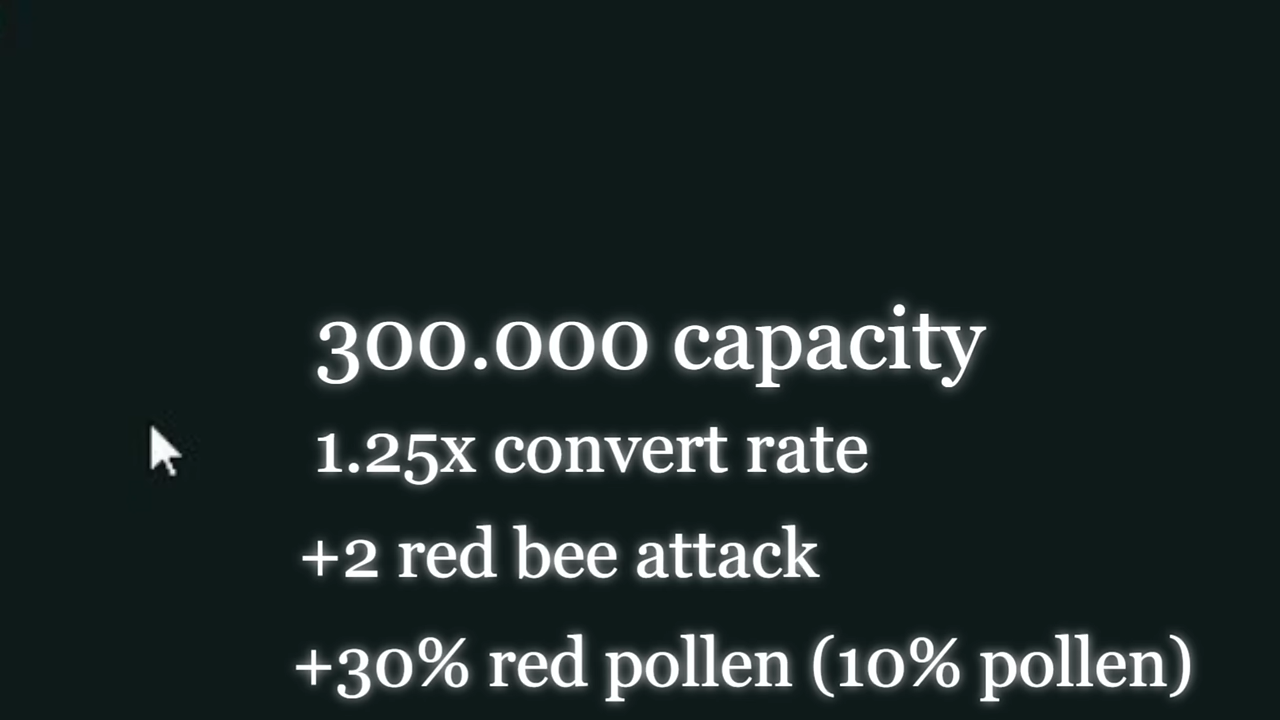 300.000 capacity
1.25x convert rate
+2 red bee attack
+30% red pollen (10% pollen)